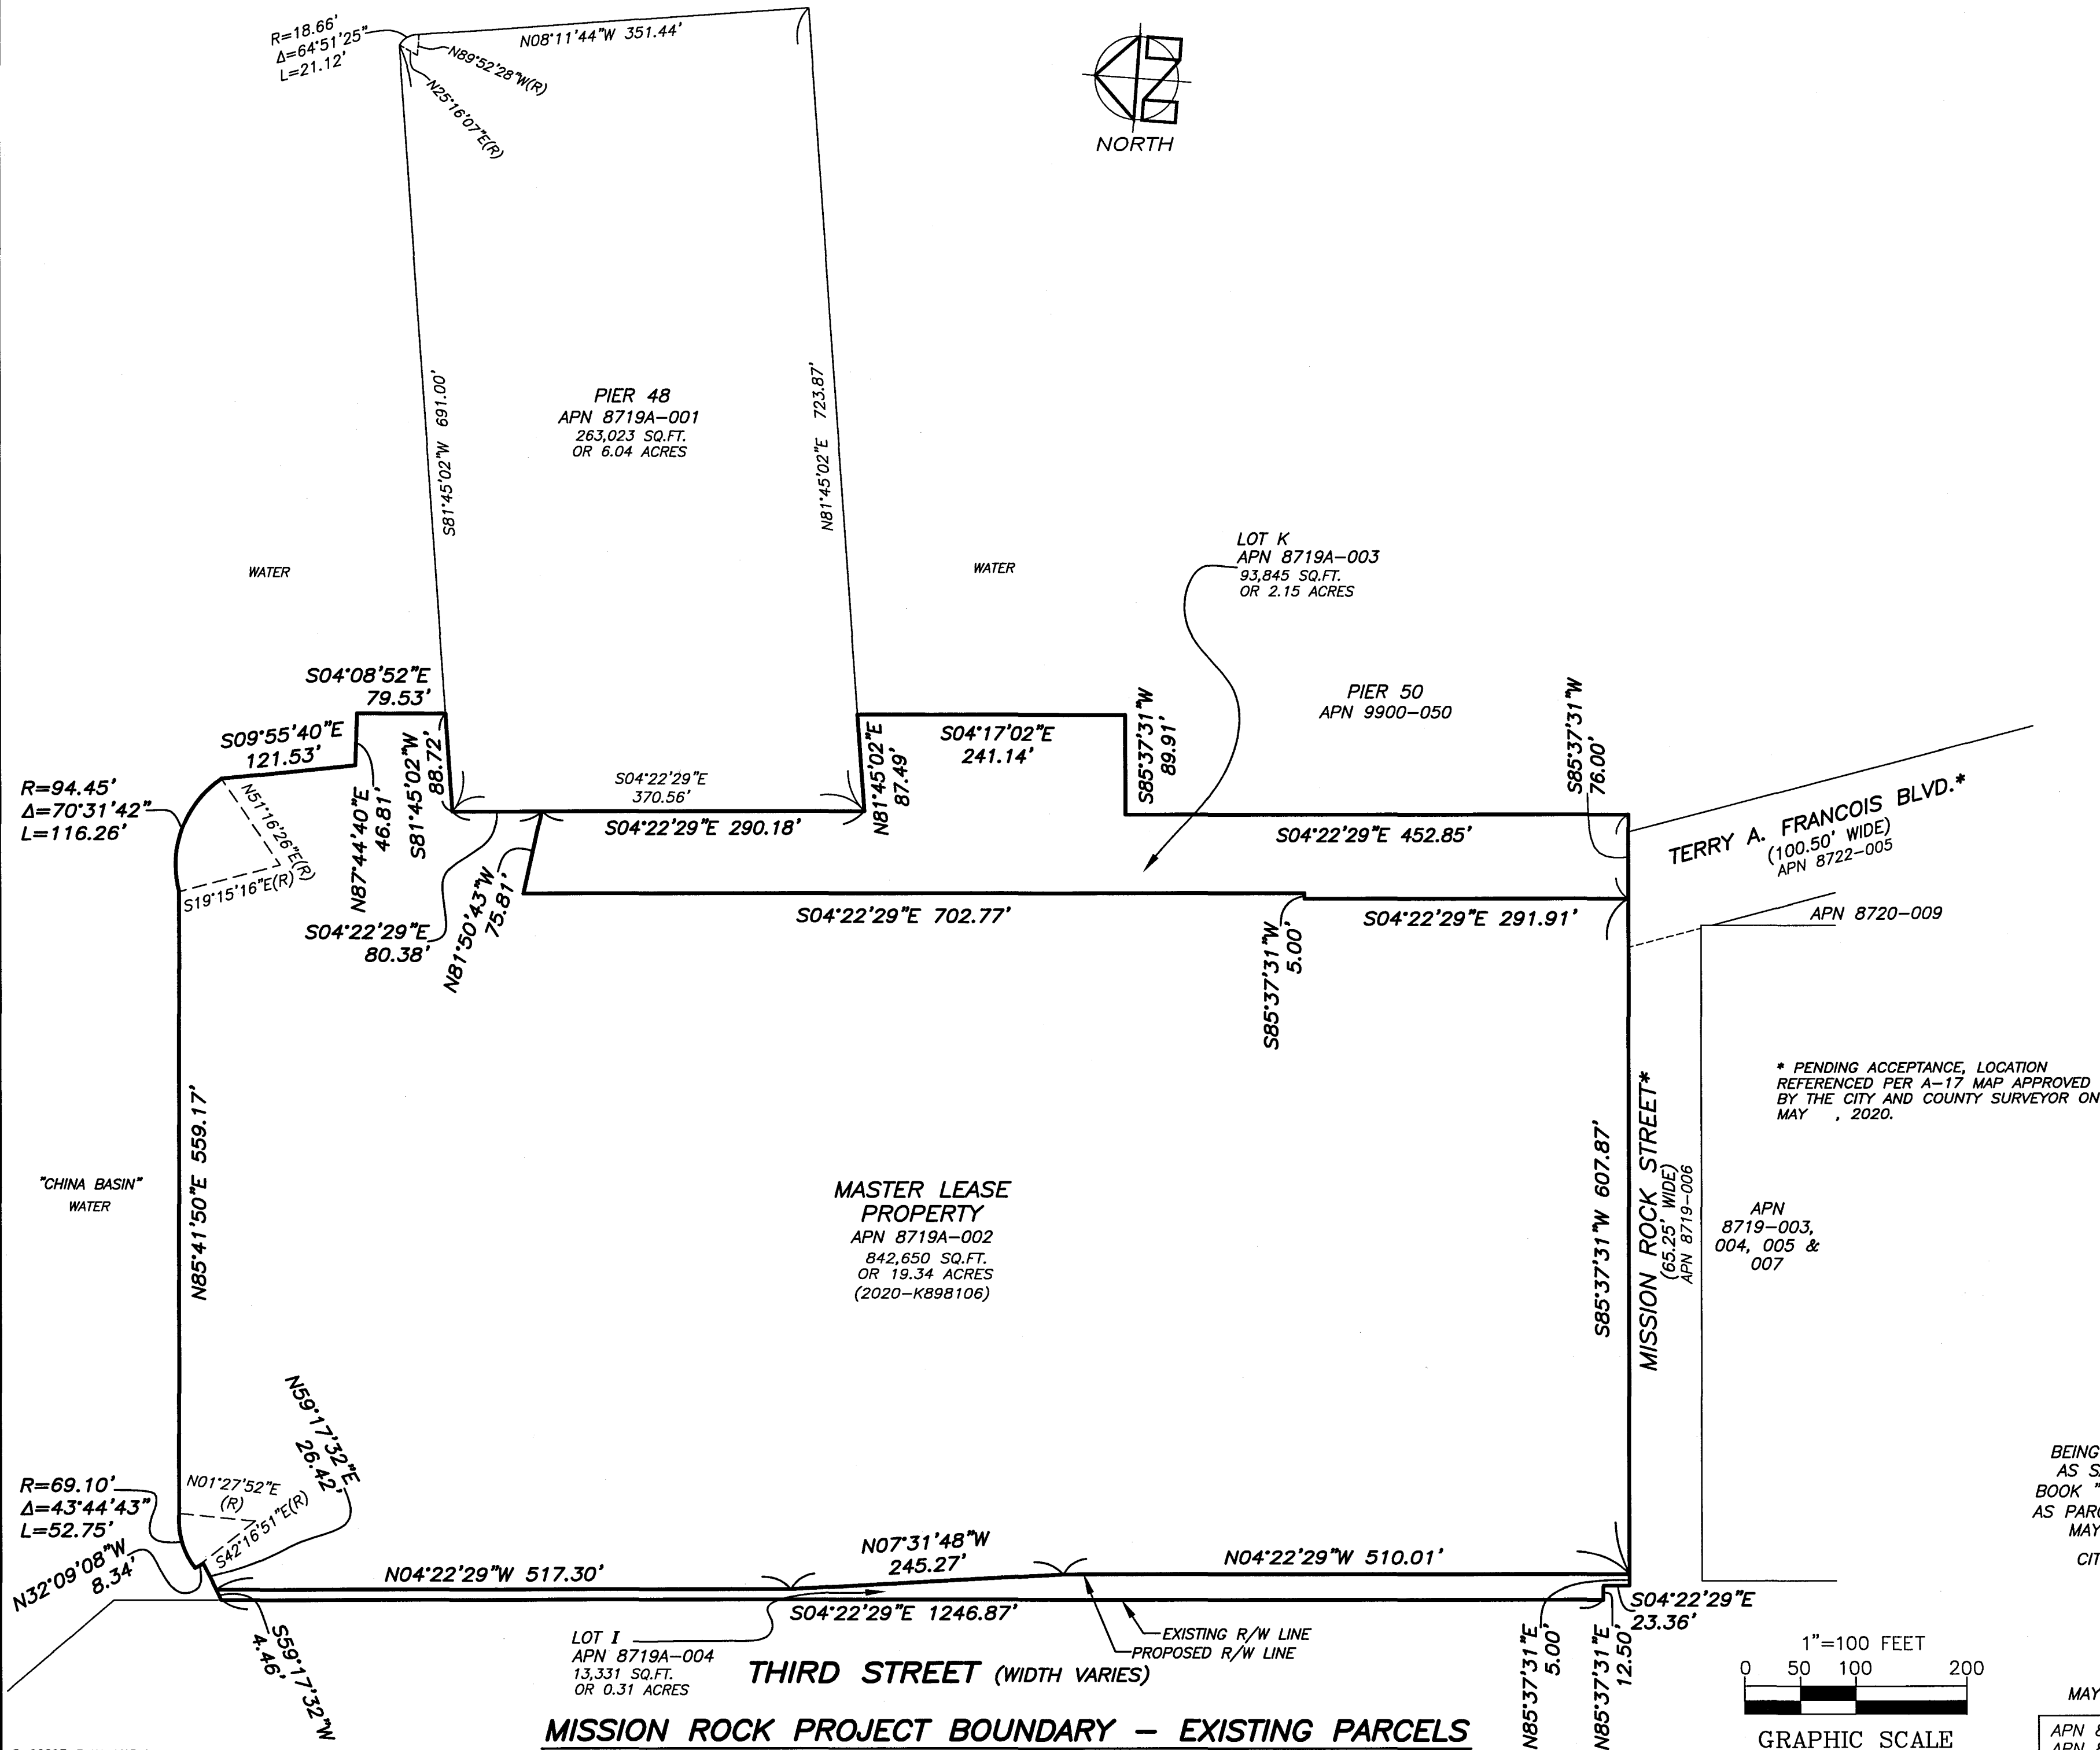 R=18.66'
Δ=64°51'25"
L=21.12'
N08°11'44"W 351.44'
N89°52'28"W(R)
N25°16'07"E(R)
NORTH
S81°45'02"W 691.00'
N81°45'02"E 723.87'
PIER 48
APN 8719A-001
263,023 SQ.FT.
OR 6.04 ACRES
WATER
WATER
LOT K
APN 8719A-003
93,845 SQ.FT.
OR 2.15 ACRES
PIER 50
APN 9900-050
S04°08'52"E
79.53'
S09°55'40"E
121.53'
R=94.45'
Δ=70°31'42"
L=116.26'
N51°16'26"E(R)
S19°15'16"E(R)
N87°44'40"E
46.81'
S81°45'02"W
88.72'
S04°22'29"E
370.56'
S04°22'29"E 290.18'
N81°45'02"E
87.49'
S04°17'02"E
241.14'
S85°37'31"W
89.91'
S85°37'31"W
76.00'
S04°22'29"E 452.85'
TERRY A. FRANCOIS BLVD.*
(100.50' WIDE)
APN 8722-005
APN 8720-009
S04°22'29"E
80.38'
N81°50'43"W
75.81'
S04°22'29"E 702.77'
S85°37'31"W
5.00'
S04°22'29"E 291.91'
* PENDING ACCEPTANCE, LOCATION
REFERENCED PER A-17 MAP APPROVED
BY THE CITY AND COUNTY SURVEYOR ON
MAY , 2020.
"CHINA BASIN"
WATER
N85°41'50"E 559.17'
MASTER LEASE
PROPERTY
APN 8719A-002
842,650 SQ.FT.
OR 19.34 ACRES
(2020-K898106)
S85°37'31"W 607.87'
MISSION ROCK STREET*
(65.25' WIDE)
APN 8719-006
APN
8719-003,
004, 005 &
007
N59°17'32"E
26.42'
R=69.10'
Δ=43°44'43"
L=52.75'
N01°27'52"E
(R)
S42°16'51"E(R)
N32°09'08"W
8.34'
N04°22'29"W 517.30'
N07°31'48"W
245.27'
N04°22'29"W 510.01'
S04°22'29"E 1246.87'
S04°22'29"E
23.36'
S59°17'32"W
4.46'
LOT I
APN 8719A-004
13,331 SQ.FT.
OR 0.31 ACRES
EXISTING R/W LINE
PROPOSED R/W LINE
THIRD STREET (WIDTH VARIES)
N85°37'31"E
5.00'
N85°37'31"E
12.50'
BEING
BOOK "
MAY
1"=100 FEET
0 50 100 200
GRAPHIC SCALE
MAY
MISSION ROCK PROJECT BOUNDARY - EXISTING PARCELS